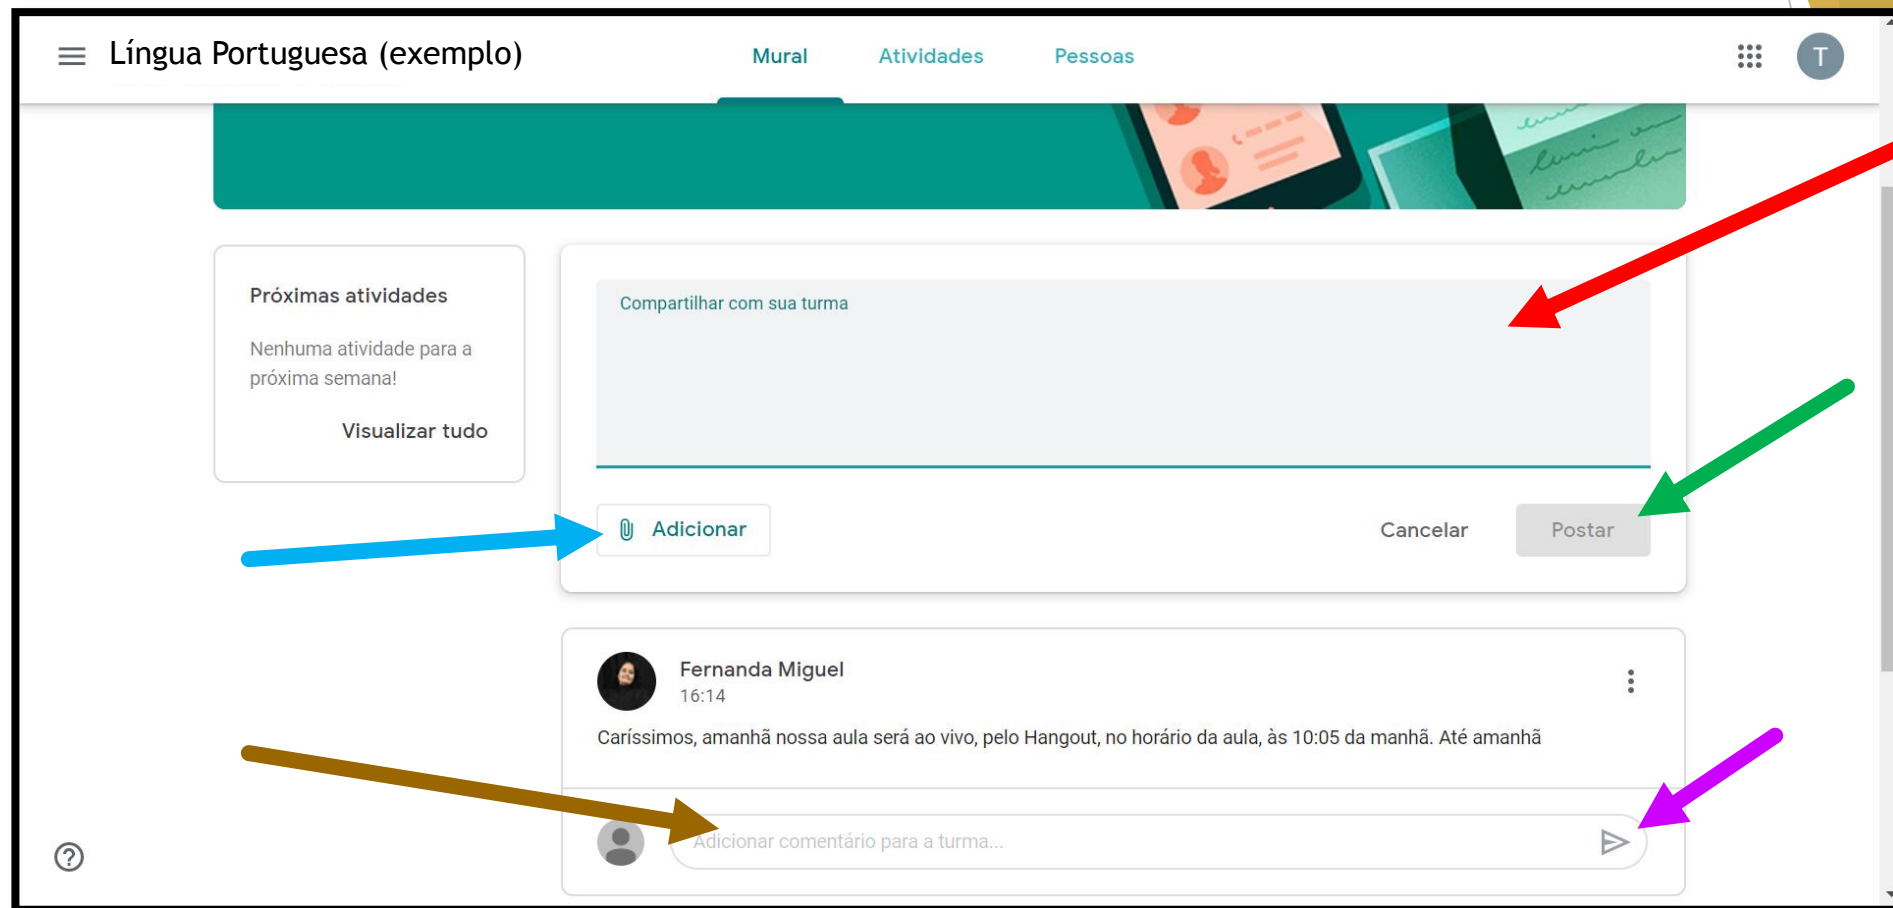 Língua Portuguesa (exemplo)
Mural
Atividades
Pessoas
T
Próximas atividades
Nenhuma atividade para a
próxima semana!
Visualizar tudo
Compartilhar com sua turma
Adicionar
Cancelar
Postar
Fernanda Miguel
16:14
Caríssimos, amanhã nossa aula será ao vivo, pelo Hangout, no horário da aula, às 10:05 da manhã. Até amanhã
Adicionar comentário para a turma...